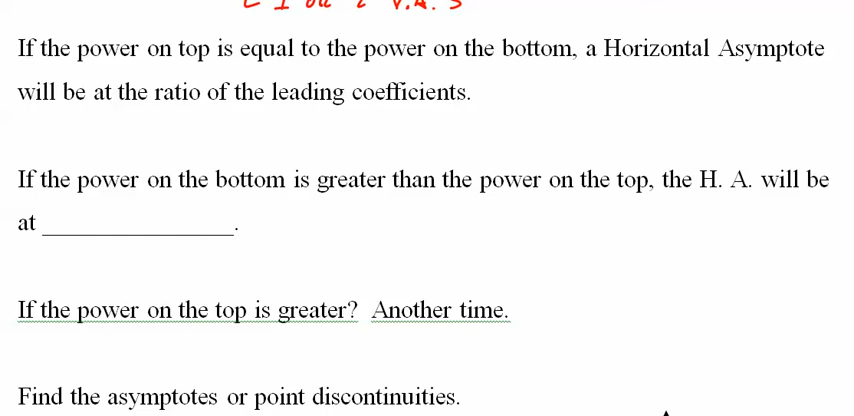 If the power on top is equal to the power on the bottom, a Horizontal Asymptote
will be at the ratio of the leading coefficients.
If the power on the bottom is greater than the power on the top, the H. A. will be
at ________________.
If the power on the top is greater? Another time.
Find the asymptotes or point discontinuities.